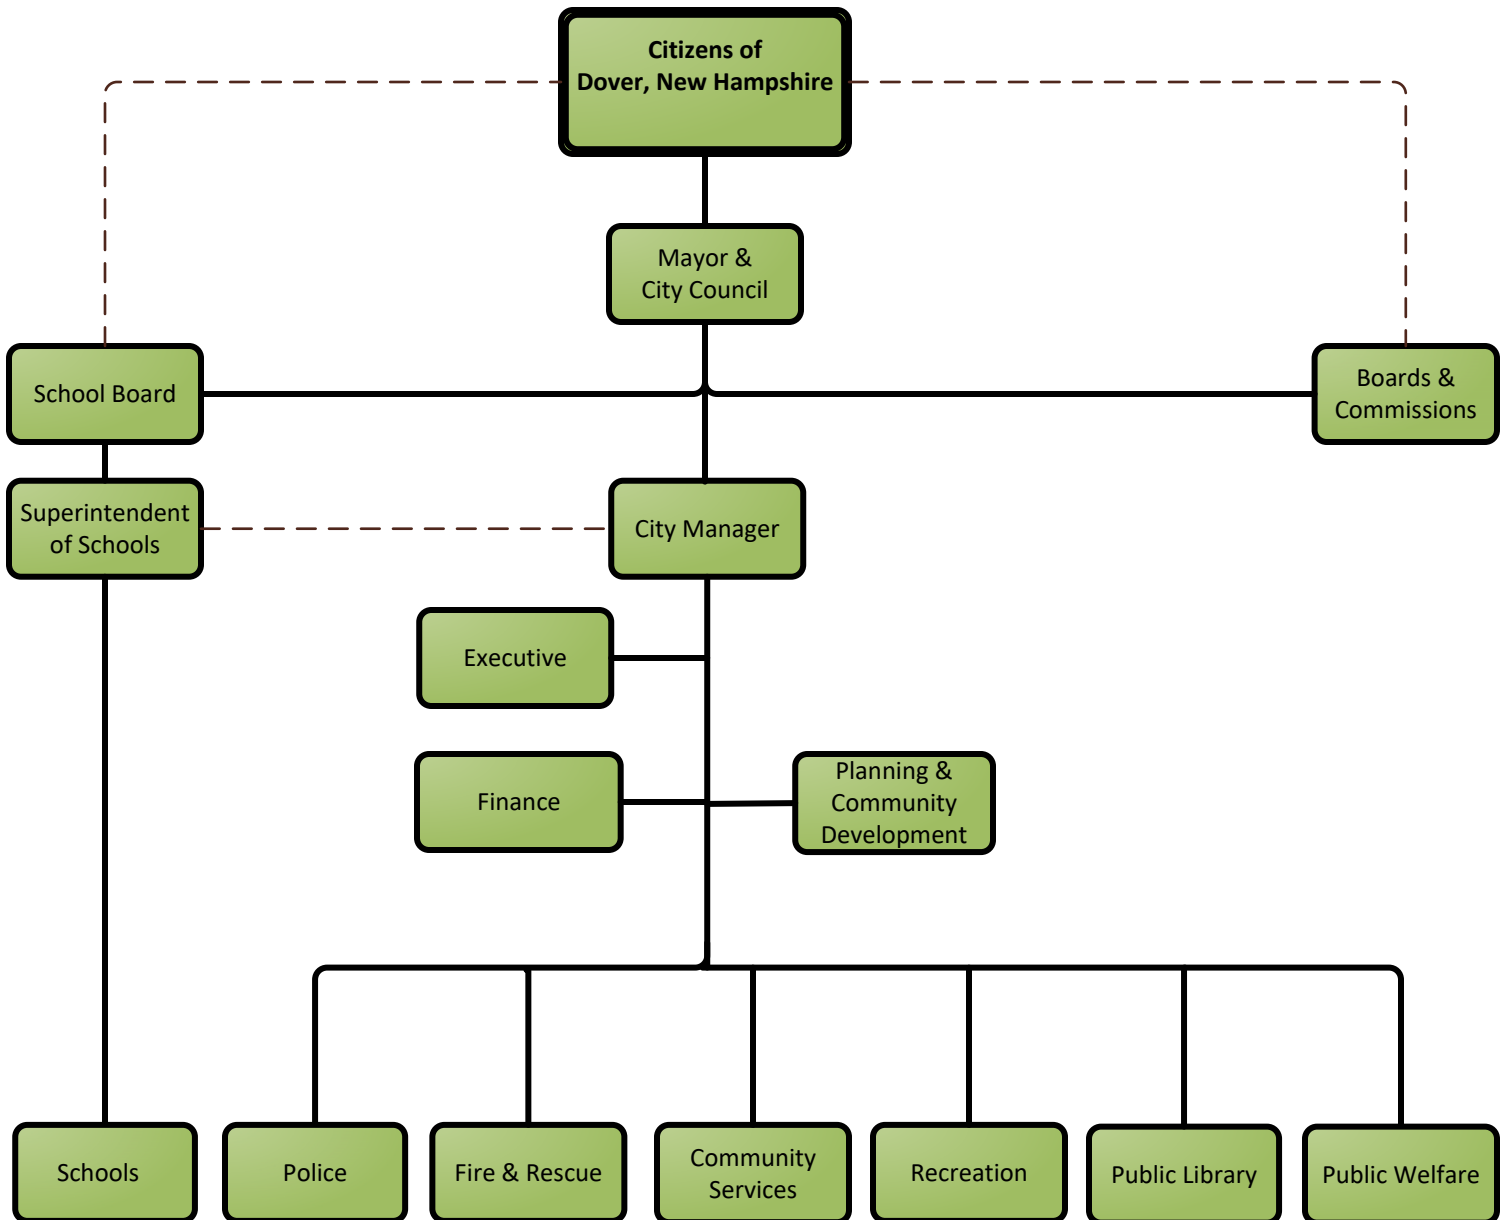 Citizens of
Dover, New Hampshire
Mayor &
City Council
School Board
Boards &
Commissions
Superintendent
of Schools
City Manager
Executive
Finance
Planning &
Community
Development
Schools
Police
Fire & Rescue
Community
Services
Recreation
Public Library
Public Welfare